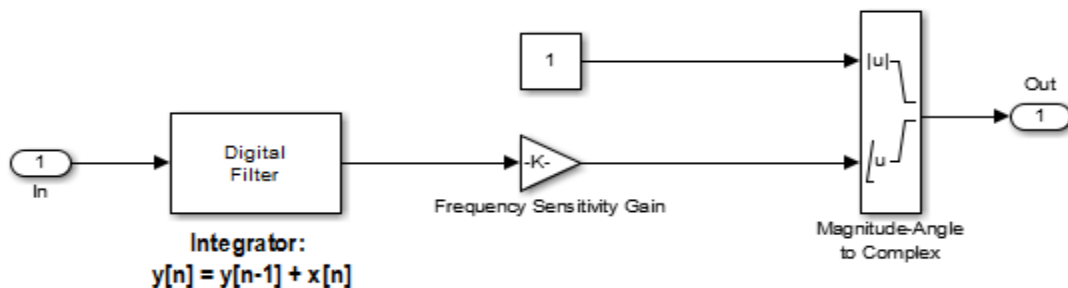 1
In
Digital
Filter
Integrator:
y[n] = y[n-1] + x[n]
1
-K-
Frequency Sensitivity Gain
|u|
u
Magnitude-Angle
to Complex
Out
1